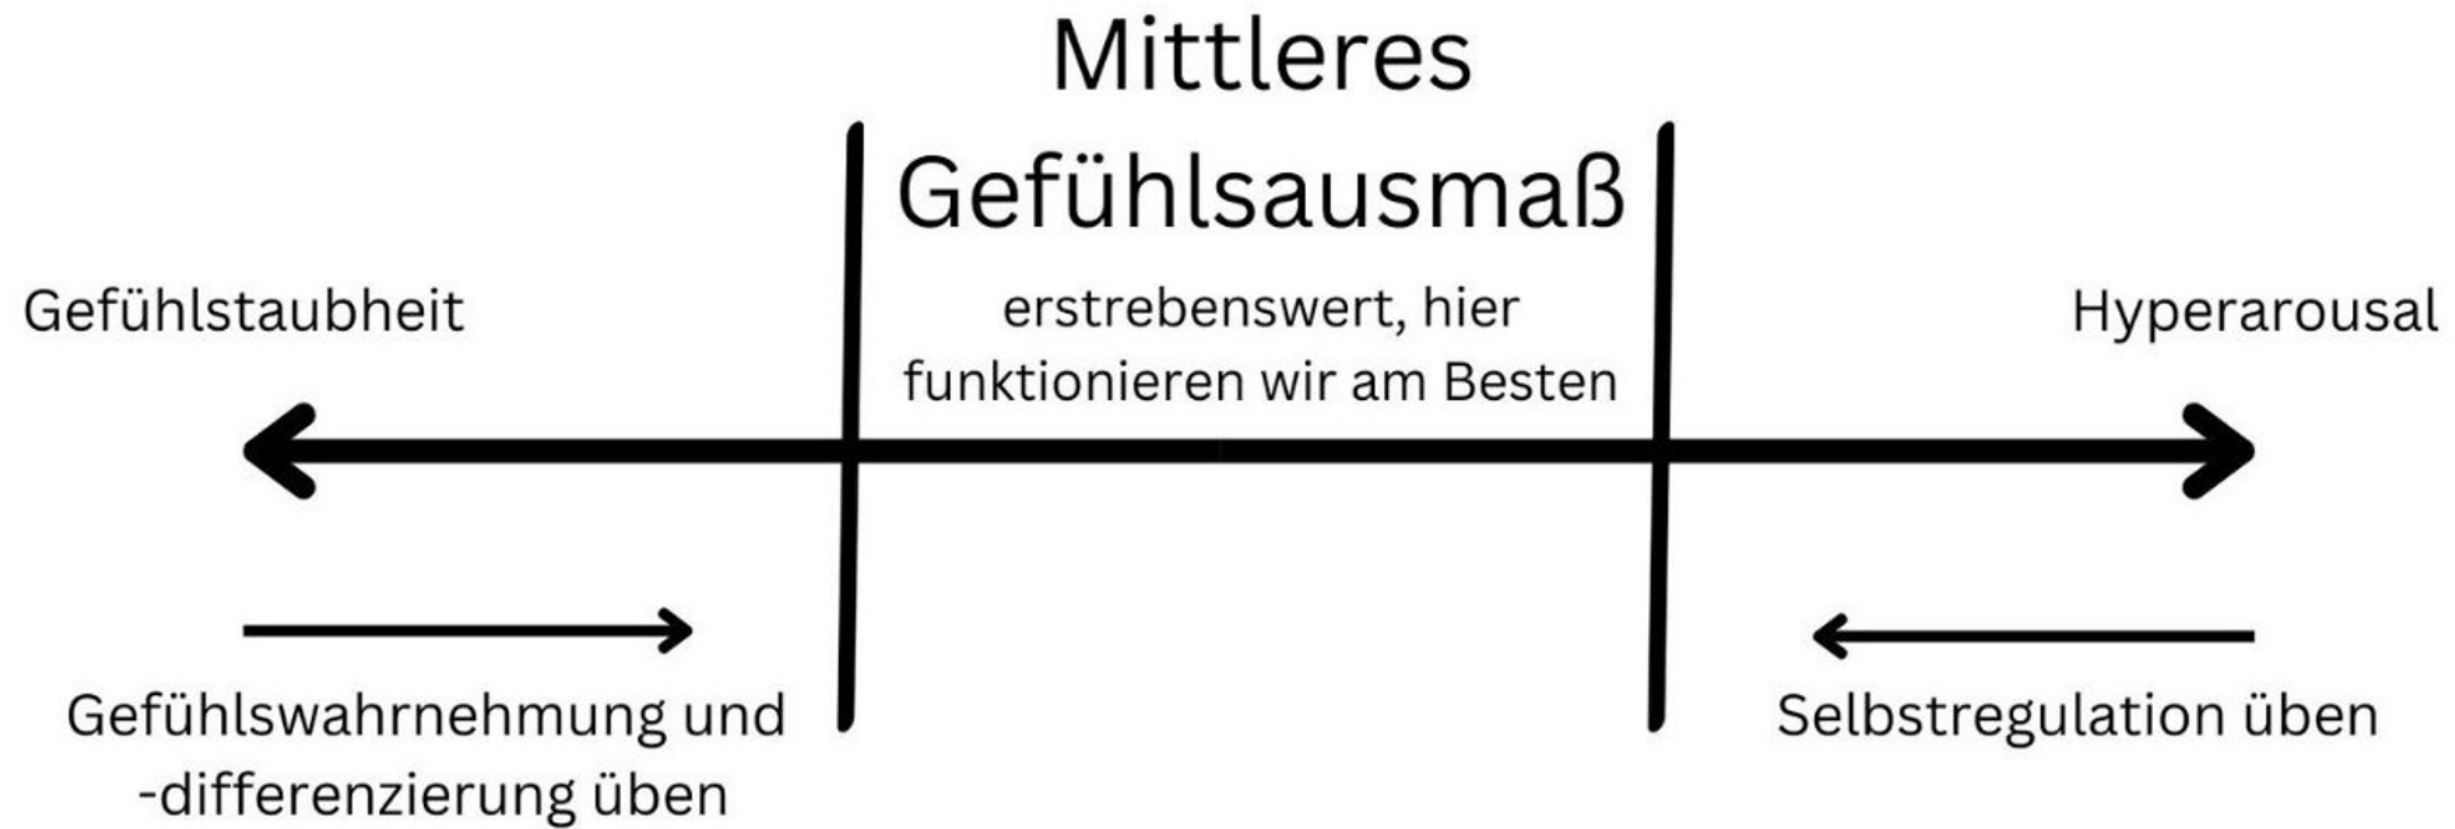 Mittleres
Gefühlsausmaß
erstrebenswert, hier
funktionieren wir am Besten
Gefühlstaubheit
Hyperarousal
Gefühlswahrnehmung und
-differenzierung üben
Selbstregulation üben